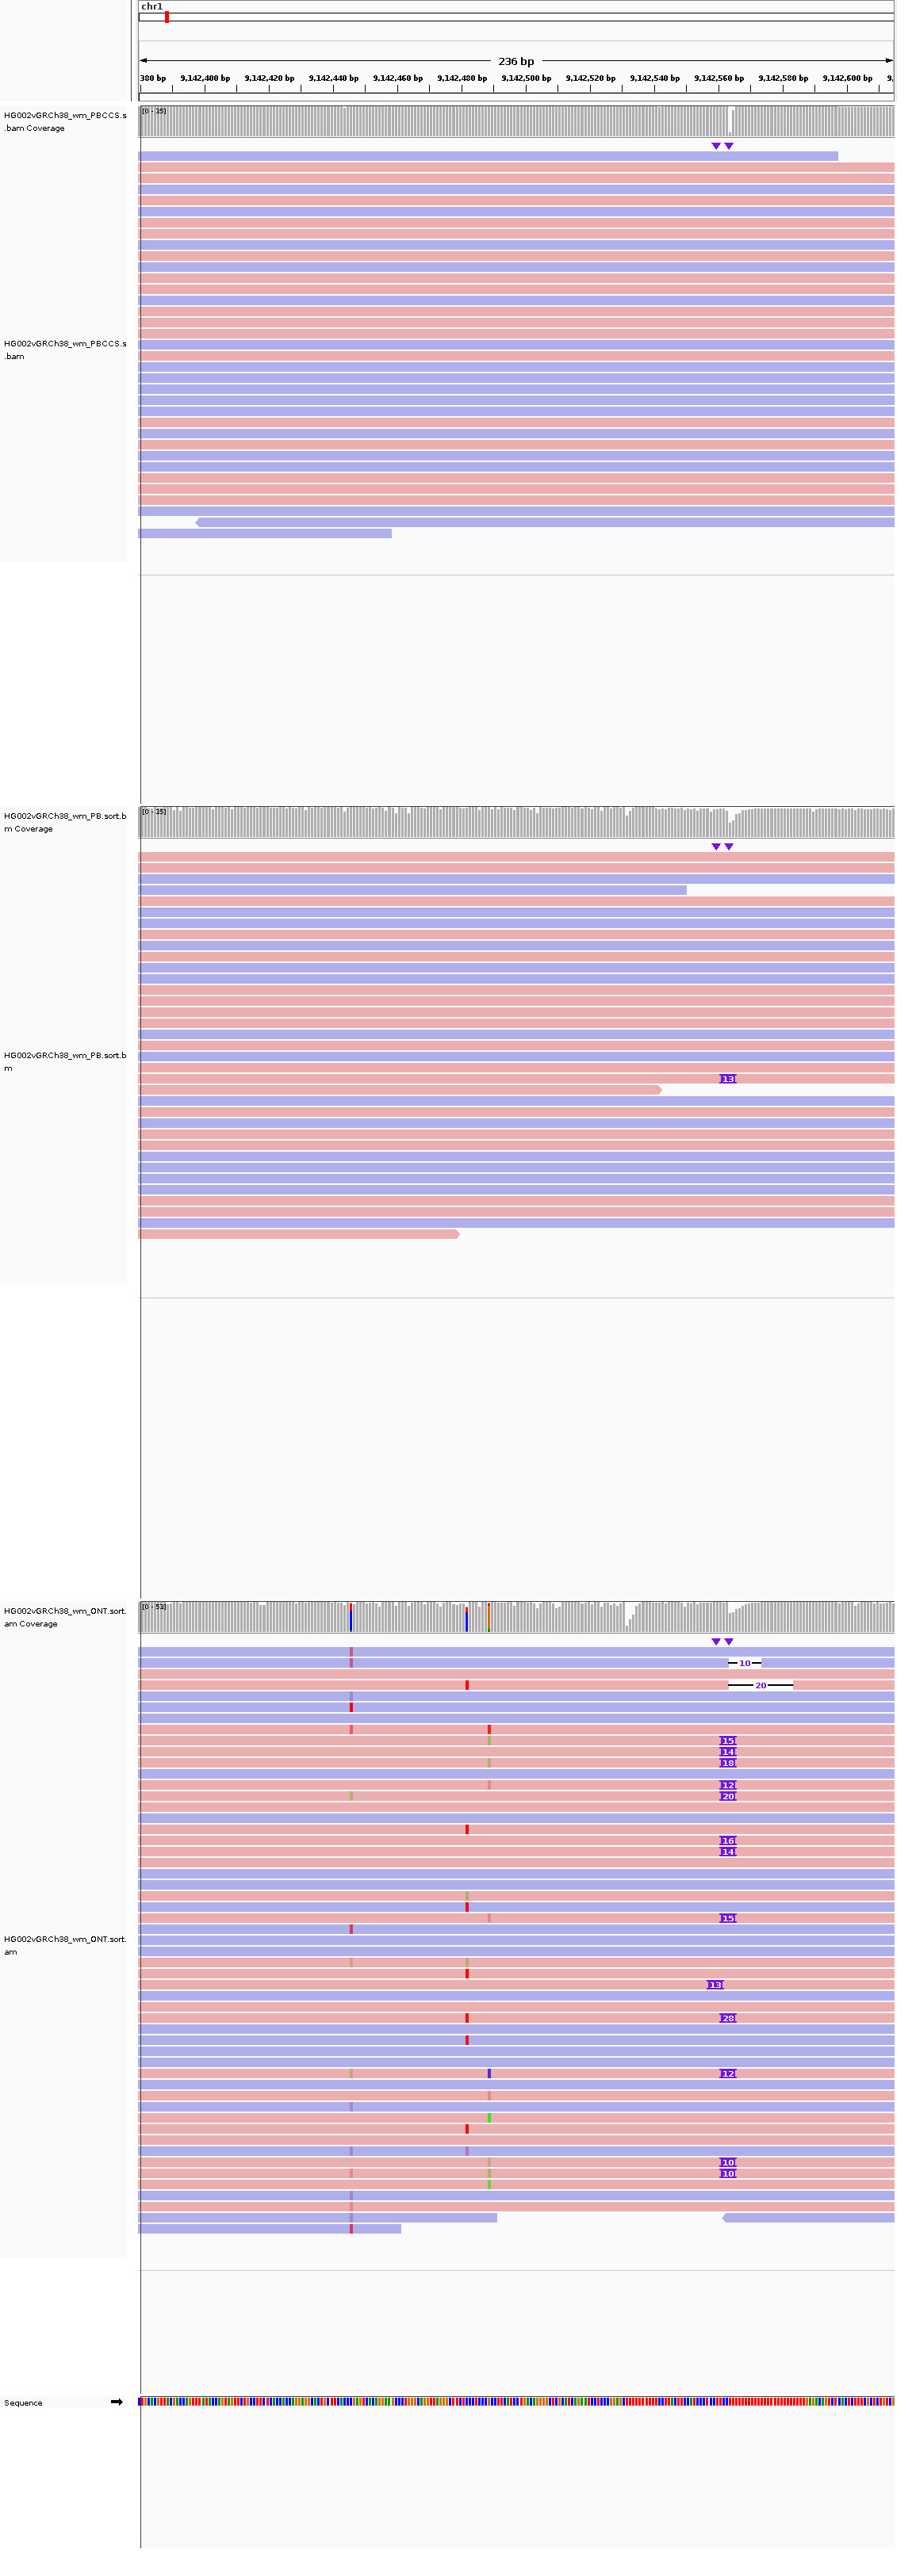 chr1
236 bp
380 bp 9,142,400 bp 9,142,420 bp 9,142,440 bp 9,142,460 bp 9,142,480 bp 9,142,500 bp 9,142,520 bp 9,142,540 bp 9,142,560 bp 9,142,580 bp 9,142,600 bp 9,
HG002vGRCh38_wm_PBCCS.s
.bam Coverage
[0 - 35]
HG002vGRCh38_wm_PBCCS.s
.bam
HG002vGRCh38_wm_PB.sort.b
m Coverage
[0 - 35]
HG002vGRCh38_wm_PB.sort.b
m
13
HG002vGRCh38_wm_ONT.sort.
am Coverage
[0 - 53]
10
20
15
14
18
12
20
16
14
15
HG002vGRCh38_wm_ONT.sort.
am
13
28
12
10
10
Sequence